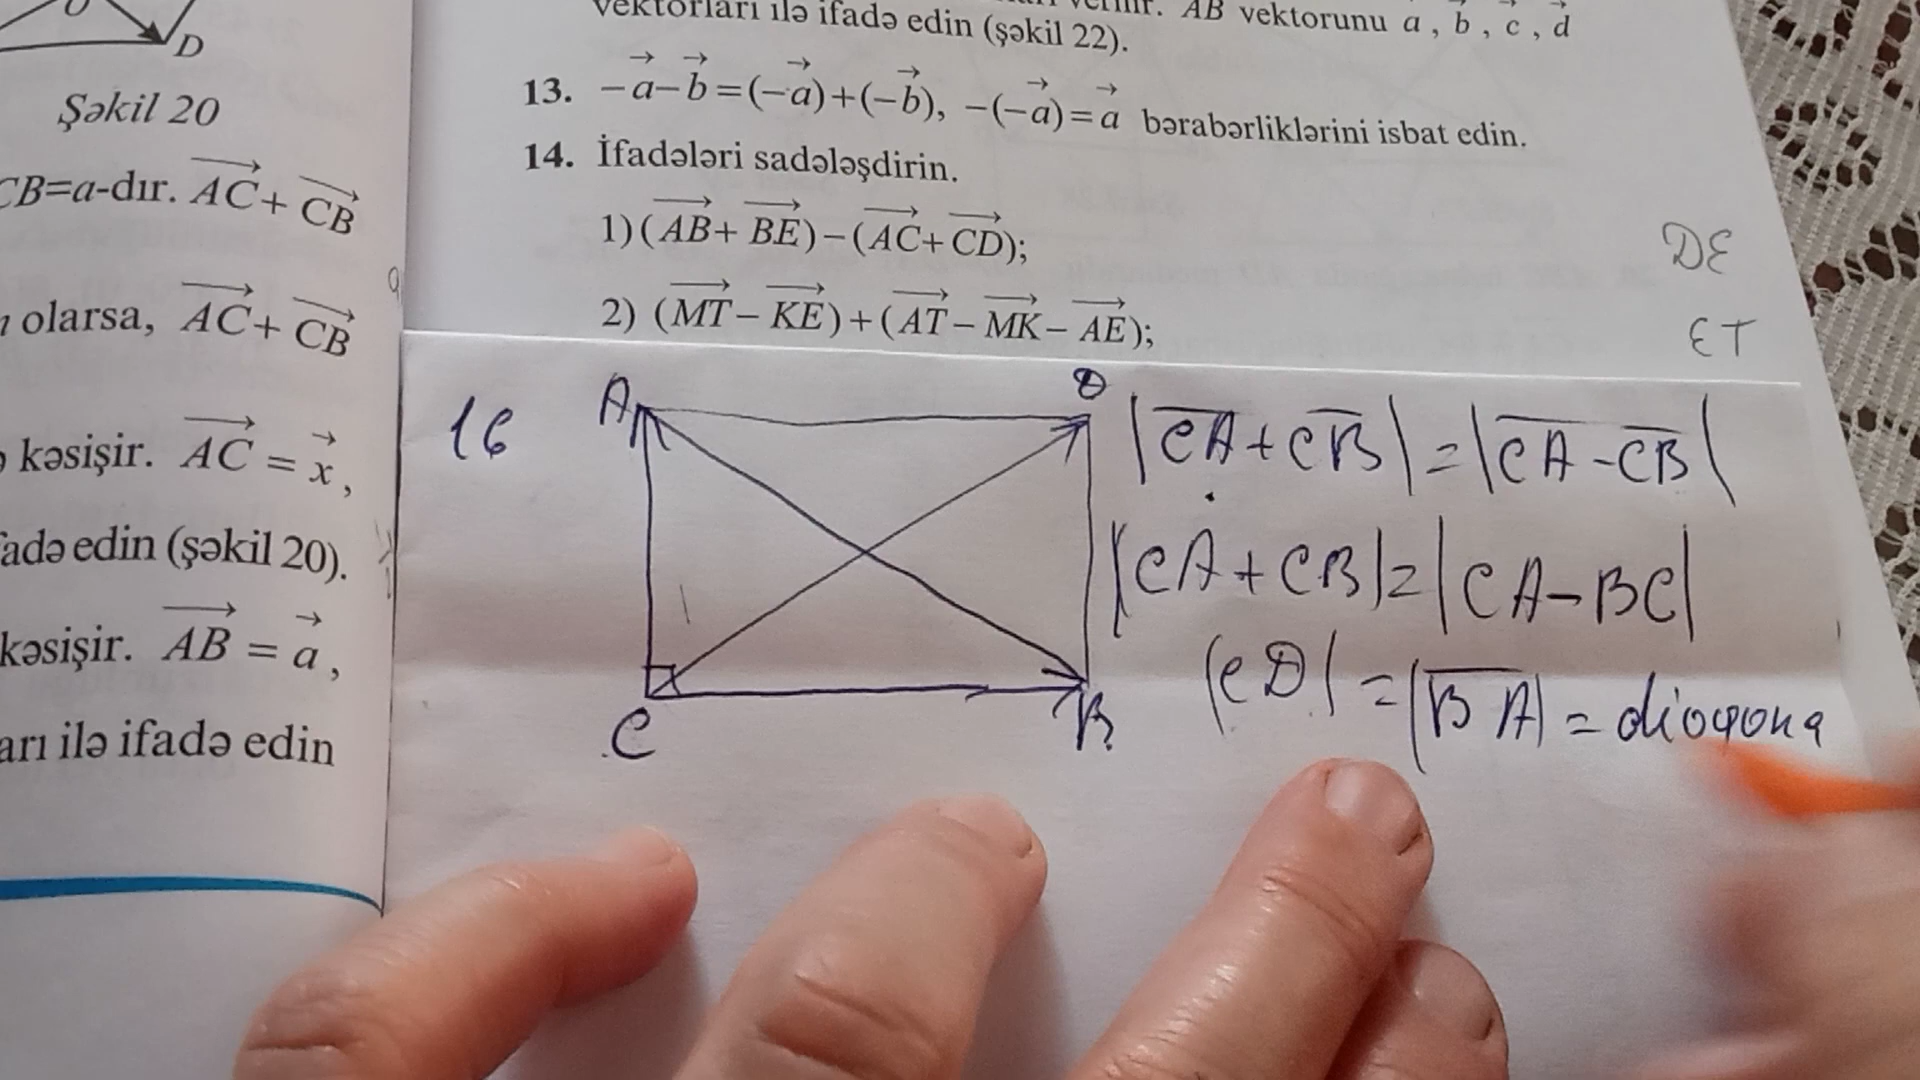 D
Şəkil 20
CB=a-dır. AC+ CB
olarsa, AC+ CB
kəsişir. AC = x,
adə edin (şəkil 20).
kəsişir. AB = a,
arı ilə ifadə edin
AB vektorunu a, b, c, d
vektorları ilə ifadə edin (şəkil 22).
13. −a−b=(−a)+(−b), −(−a)=a bərabərliklərini isbat edin.
14. İfadələri sadələşdirin.
1) (AB+ BE)−(AC+CD);
DE
2) (MT− KE)+(AT−MK−AE);
ET
16
A
D
C
B
|CA+CB|=|CA-CB|
|CA+CB|=|CA-BC|
|CD|=|BA|=